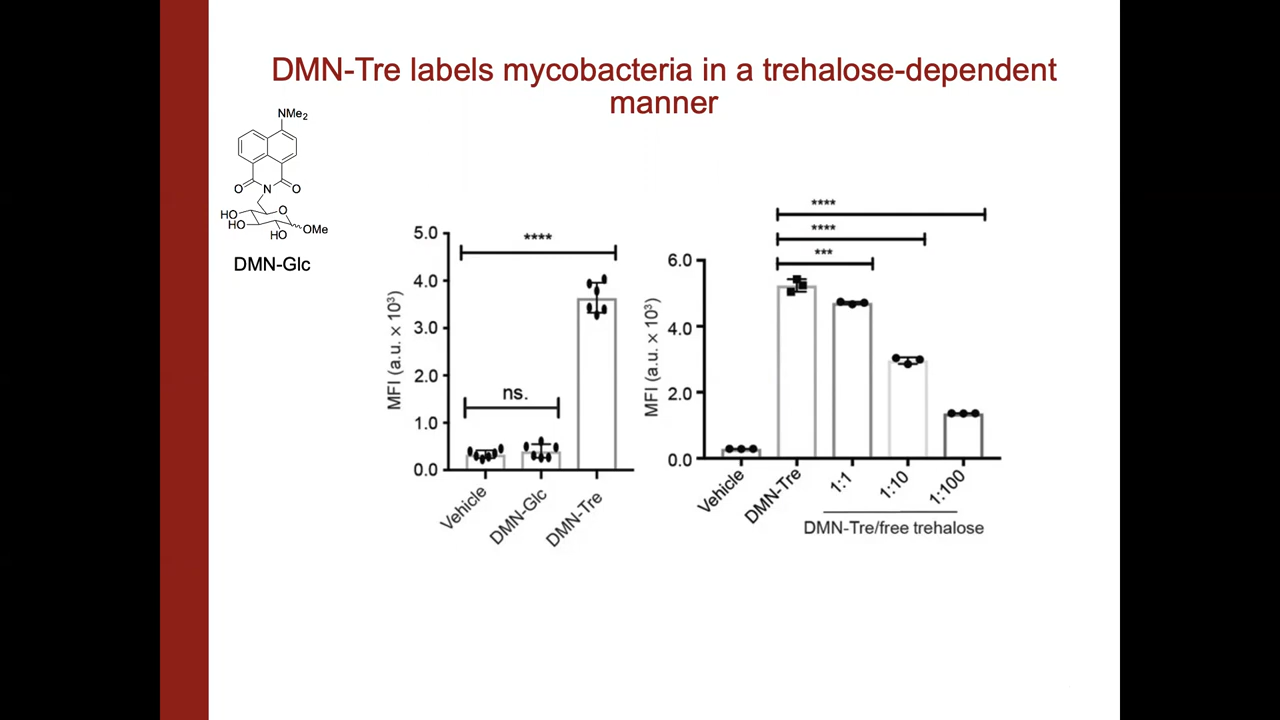 DMN-Tre labels mycobacteria in a trehalose-dependent
manner
NMe2
O
N
O
HO
O
HO
HO
OMe
DMN-Glc
5.0
4.0
3.0
2.0
1.0
0.0
MFI (a.u. × 10³)
****
ns.
Vehicle
DMN-Glc
DMN-Tre
6.0
4.0
2.0
0.0
MFI (a.u. × 10³)
****
****
***
Vehicle
DMN-Tre
1:1
1:10
1:100
DMN-Tre/free trehalose